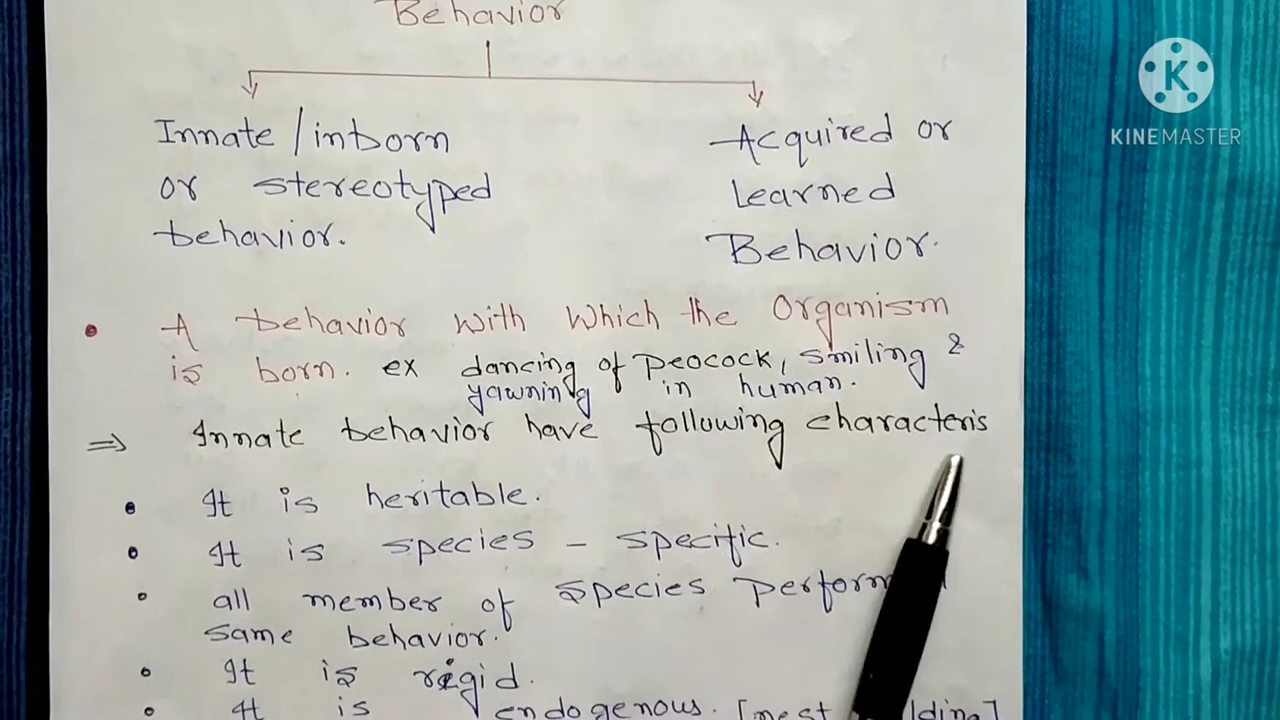 Behavior
Innate/inborn
or stereotyped
behavior.
Acquired or
Learned
Behavior.
• A behavior with which the Organism
is born. ex dancing of peocock, smiling &
yawning in human.
⇒ Innate behavior have following characteris
• It is heritable.
• It is species - specific.
• all member of species perform
same behavior.
• It is rigid.
• It is endogenous. [nest
K
KINEMASTER